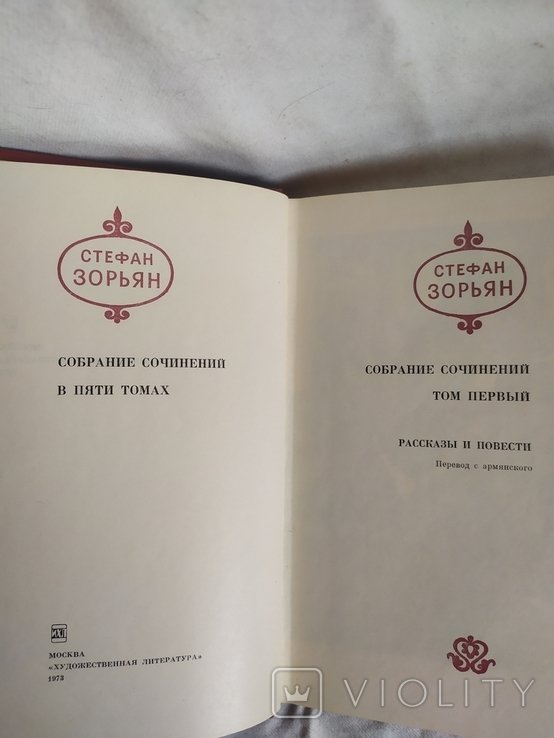 СТЕФАН
ЗОРЬЯН
СОБРАНИЕ СОЧИНЕНИЙ
В ПЯТИ ТОМАХ
ИХЛ
МОСКВА
«ХУДОЖЕСТВЕННАЯ ЛИТЕРАТУРА»
1973
СТЕФАН
ЗОРЬЯН
СОБРАНИЕ СОЧИНЕНИЙ
ТОМ ПЕРВЫЙ
РАССКАЗЫ И ПОВЕСТИ
Перевод с армянского
VIOLITY